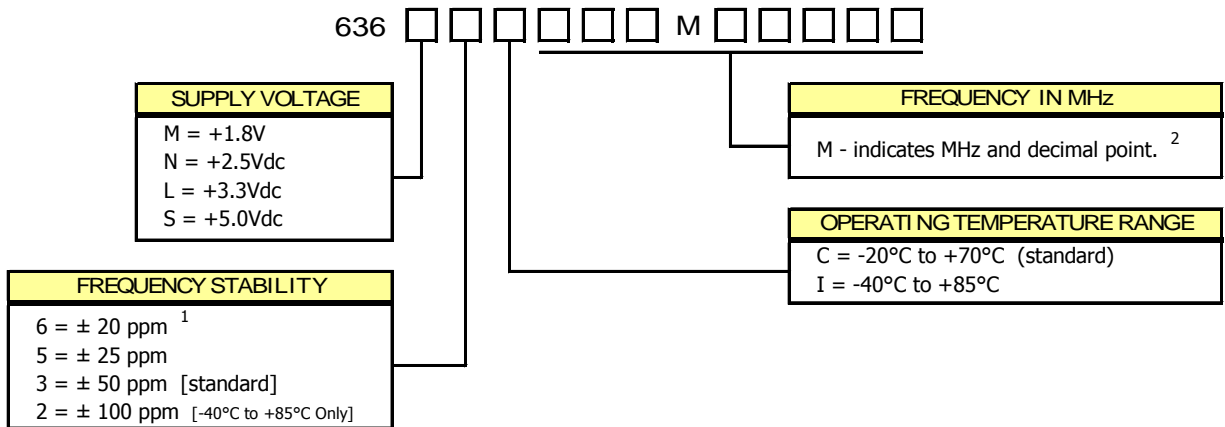 636 M
SUPPLY VOLTAGE
M = +1.8V
N = +2.5Vdc
L = +3.3Vdc
S = +5.0Vdc
FREQUENCY IN MHz
M - indicates MHz and decimal point. 2
OPERATING TEMPERATURE RANGE
C = -20°C to +70°C (standard)
I = -40°C to +85°C
FREQUENCY STABILITY
6 = ± 20 ppm 1
5 = ± 25 ppm
3 = ± 50 ppm [standard]
2 = ± 100 ppm [-40°C to +85°C Only]